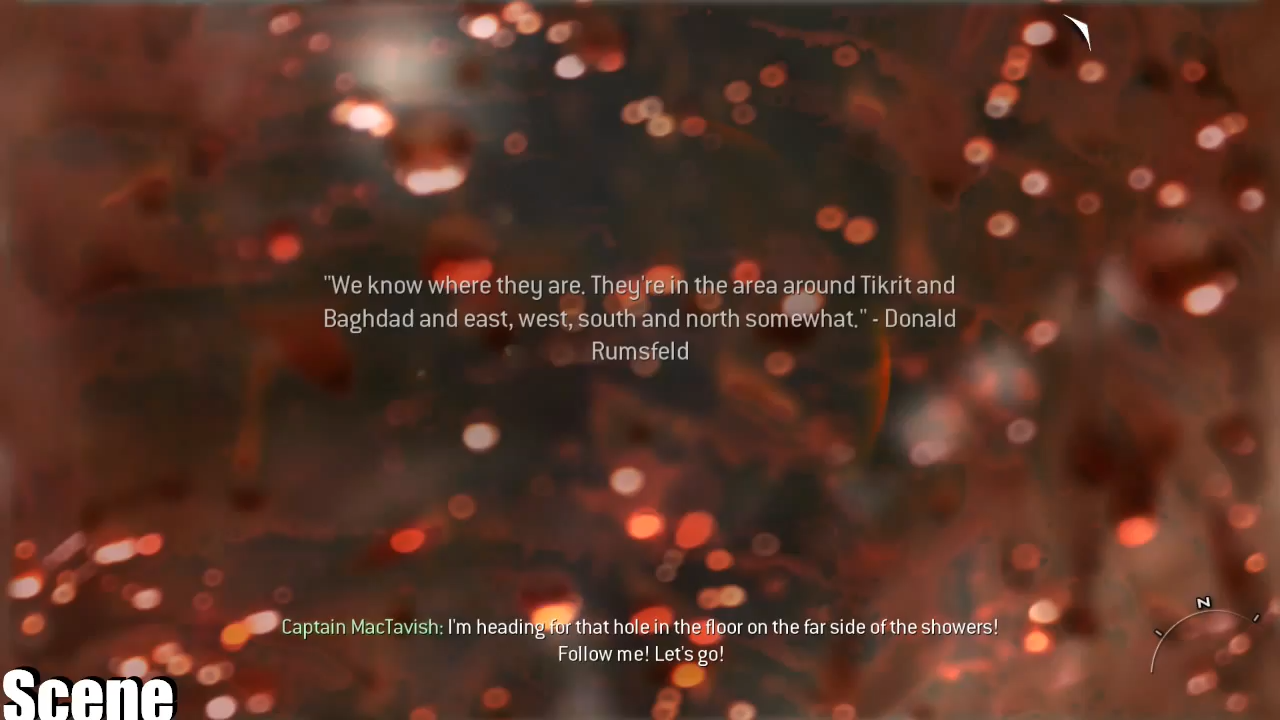 "We know where they are. They're in the area around Tikrit and
Baghdad and east, west, south and north somewhat." - Donald
Rumsfeld
Captain MacTavish: I'm heading for that hole in the floor on the far side of the showers!
Follow me! Let's go!
N
Scene